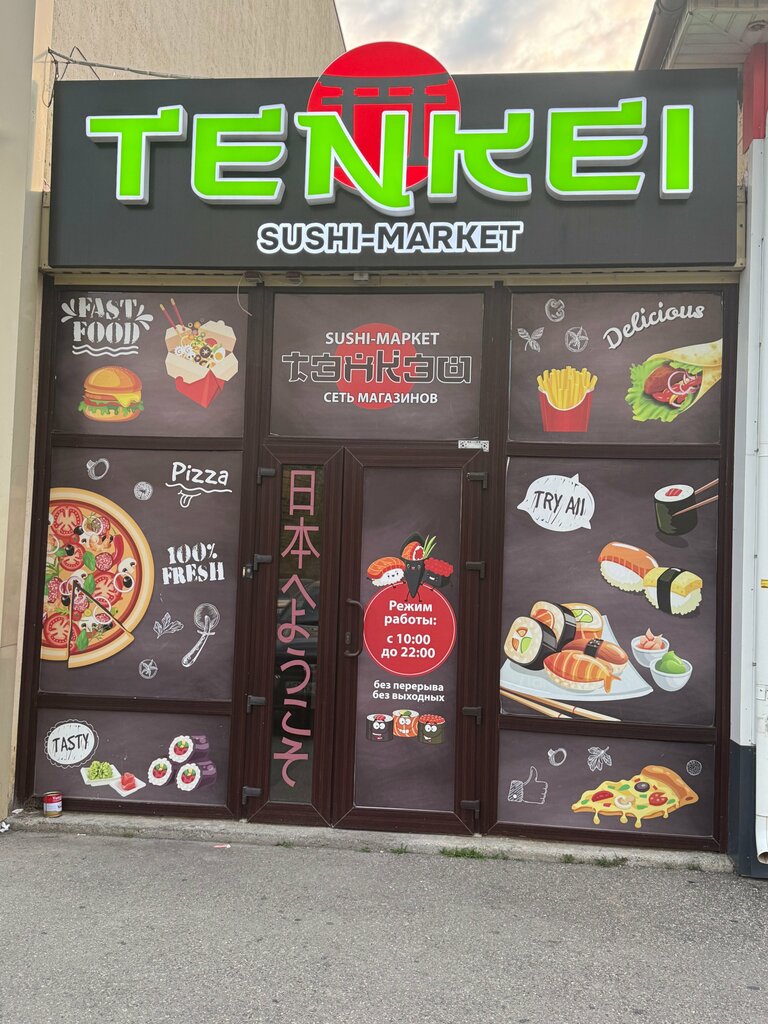 TENKEI
SUSHI-MARKET
FAST
FOOD
SUSHI-МАРКЕТ
ТЭНКЭЙ
СЕТЬ МАГАЗИНОВ
Delicious
Pizza
100%
FRESH
日本へようこそ
Режим
работы:
с 10:00
до 22:00
без перерыва
без выходных
TRY All
TASTY